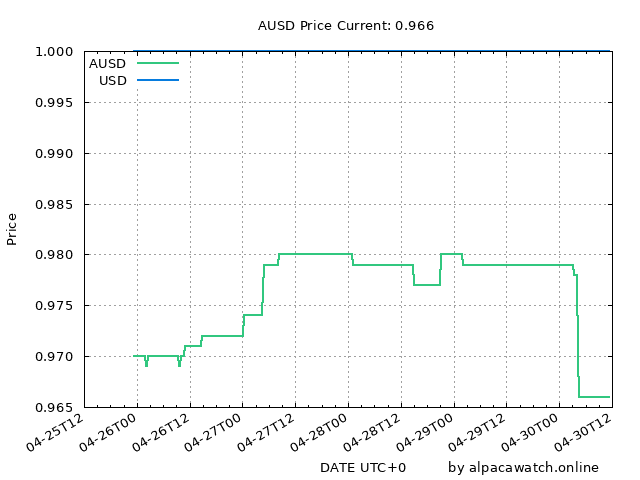 AUSD Price Current: 0.966
1.000
AUSD
USD
0.995
0.990
0.985
0.980
0.975
0.970
0.965
Price
04-25T12
04-26T00
04-26T12
04-27T00
04-27T12
04-28T00
04-28T12
04-29T00
04-29T12
04-30T00
04-30T12
DATE UTC+0 by alpacawatch.online